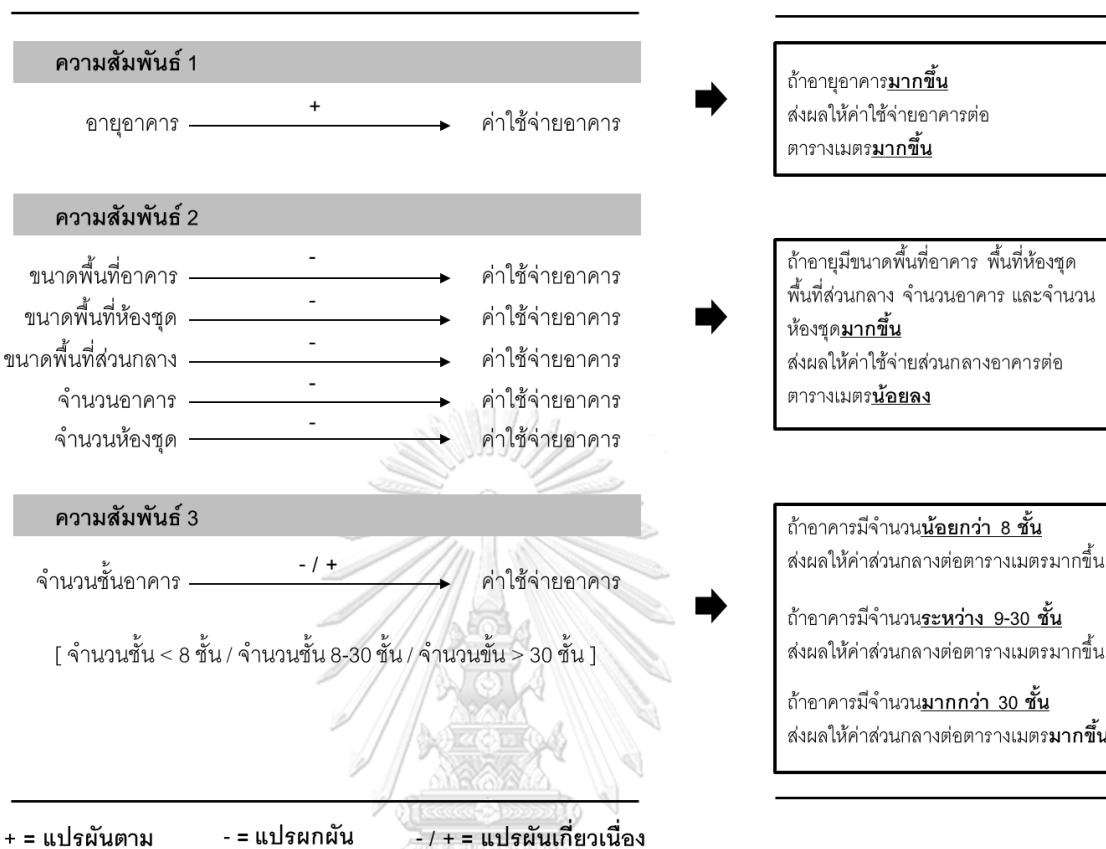 ความสัมพันธ์ 1
+
อายุอาคาร ค่าใช้จ่ายอาคาร
ถ้าอายุอาคารมากขึ้น
ส่งผลให้ค่าใช้จ่ายอาคารต่อ
ตารางเมตรมากขึ้น
ความสัมพันธ์ 2
-
ขนาดพื้นที่อาคาร ค่าใช้จ่ายอาคาร
-
ขนาดพื้นที่ห้องชุด ค่าใช้จ่ายอาคาร
-
ขนาดพื้นที่ส่วนกลาง ค่าใช้จ่ายอาคาร
-
จำนวนอาคาร ค่าใช้จ่ายอาคาร
-
จำนวนห้องชุด ค่าใช้จ่ายอาคาร
ถ้าอายุมีขนาดพื้นที่อาคาร พื้นที่ห้องชุด
พื้นที่ส่วนกลาง จำนวนอาคาร และจำนวน
ห้องชุดมากขึ้น
ส่งผลให้ค่าใช้จ่ายส่วนกลางอาคารต่อ
ตารางเมตรน้อยลง
ความสัมพันธ์ 3
- / +
จำนวนชั้นอาคาร ค่าใช้จ่ายอาคาร
[ จำนวนชั้น < 8 ชั้น / จำนวนชั้น 8-30 ชั้น / จำนวนขั้น > 30 ชั้น ]
ถ้าอาคารมีจำนวนน้อยกว่า 8 ชั้น
ส่งผลให้ค่าส่วนกลางต่อตารางเมตรมากขึ้น
ถ้าอาคารมีจำนวนระหว่าง 9-30 ชั้น
ส่งผลให้ค่าส่วนกลางต่อตารางเมตรมากขึ้น
ถ้าอาคารมีจำนวนมากกว่า 30 ชั้น
ส่งผลให้ค่าส่วนกลางต่อตารางเมตรมากขึ้น
+ = แปรผันตาม - = แปรผกผัน - / + = แปรผันเกี่ยวเนื่อง